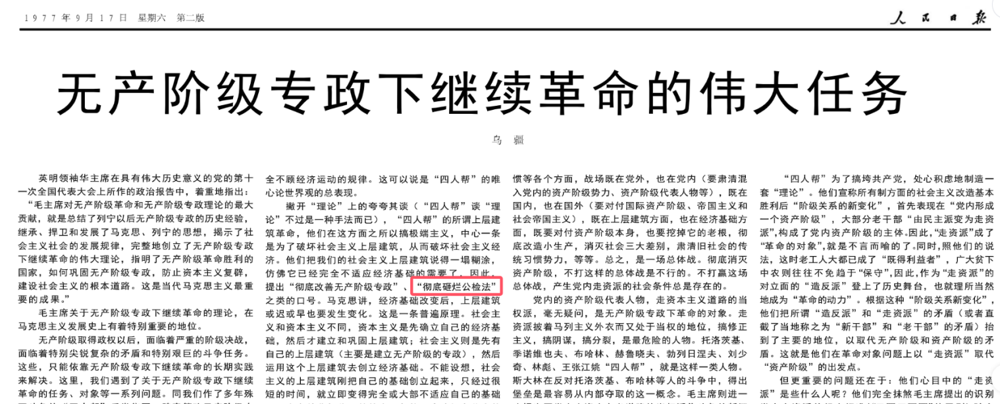 1977年9月17日 星期六 第二版
人民日报
无产阶级专政下继续革命的伟大任务
乌 疆
英明领袖华主席在具有伟大历史意义的党的第十
一次全国代表大会上所作的政治报告中，着重地指出：
“毛主席对无产阶级革命和无产阶级专政理论的最大
贡献，就是总结了列宁以后无产阶级专政的历史经验，
继承、捍卫和发展了马克思、列宁的思想，揭示了社
会主义社会的发展规律，完整地创立了无产阶级专政
下继续革命的伟大理论，指明了无产阶级革命胜利的
国家，如何巩固无产阶级专政，防止资本主义复辟，
建设社会主义的根本道路。这是当代马克思主义最重
要的成果。”
毛主席关于无产阶级专政下继续革命的理论，在
马克思主义发展史上有着特别重要的地位。
无产阶级取得政权以后，面临着严重的阶级决战，
面临着特别尖锐复杂的矛盾和特别艰巨的斗争任务。
这些，只能依靠无产阶级专政下继续革命的长期实践
来解决。这里，我们遇到了关于无产阶级专政下继续
革命的任务、对象等一系列问题。同我们作了多年殊
全不顾经济运动的规律。这可以说是“四人帮”的唯
心论世界观的总表现。
撇开“理论”上的夸夸其谈（“四人帮”谈“理
论”不过是一种手法而已），“四人帮”的所谓上层建
筑革命，他们在这方面之所以搞极端主义，中心一条
是为了破坏社会主义上层建筑，从而破坏社会主义经
济。他们把我们的社会主义上层建筑说得一塌糊涂，
仿佛它已经完全不适应经济基础的需要了，因此，
提出“彻底改善无产阶级专政”、“彻底砸烂公检法”
之类的口号。马克思讲，经济基础改变后，上层建筑
或迟或早也要发生变化。这是一条普遍原理。社会主
义和资本主义不同，资本主义是先确立自己的经济基
础，然后才建立和巩固上层建筑；社会主义则是先有
自己的上层建筑（主要是建立无产阶级的专政），然后
运用这个上层建筑去创立经济基础。不能设想，社会
主义的上层建筑刚把自己的基础创立起来，只经过很
短的时间，就立即变得完全或大部不适应自己的基础
惯等各个方面，战场既在党外，也在党内（要肃清混
入党内的资产阶级势力、资产阶级代表人物等），既在
国内，也在国外（要对付国际资产阶级、帝国主义和
社会帝国主义），既在上层建筑方面，也在经济基础方
面，既要对付资产阶级本身，也要挖掉它的老根，彻
底改造小生产，消灭社会三大差别，肃清旧社会的传
统习惯势力，等等。总之，是一场总体战。彻底消灭
资产阶级，不打这样的总体战是不行的。不打赢这场
总体战，产生党内走资派的社会条件总是存在的。
党内的资产阶级代表人物，走资本主义道路的当
权派，毫无疑问，是无产阶级专政下革命的对象。走
资派披着马列主义外衣而又处于当权的地位，搞修正
主义，搞阴谋，搞分裂，是最危险的人物。托洛茨基、
季诺维也夫、布哈林、赫鲁晓夫、勃列日涅夫、刘少
奇、林彪、王张江姚“四人帮”，就是这样一类人物。
斯大林在反对托洛茨基、布哈林等人的斗争中，得出
堡垒是最容易从内部夺取的这一概念。毛主席则进一
“四人帮”为了搞垮共产党，处心积虑地制造一
套“理论”。他们宣称所有制方面的社会主义改造基本
胜利后“阶级关系的新变化”，首先表现在“党内形成
一个资产阶级”，大部分老干部“由民主派变为走资
派”，构成了党内资产阶级的主体。因此，“走资派”成了
“革命的对象”，就是不言而喻的了。同时，照他们的说
法，这时老工人大都已成了“既得利益者”，广大贫下
中农则往往不免趋于“保守”，因此，作为“走资派”的
对立面的“造反派”登上了历史舞台，也就理所当然
地成为“革命的动力”。根据这种“阶级关系新变化”，
他们把所谓“造反派”和“走资派”的矛盾（或者直
截了当地称之为“新干部”和“老干部”的矛盾）抬
到了主要的地位，以取代无产阶级和资产阶级的矛
盾。这就是他们在革命对象问题上以“走资派”取代
“资产阶级”的出发点。
但更重要的问题还在于：他们心目中的“走资
派”是些什么人呢？他们完全抹煞毛主席提出的识别